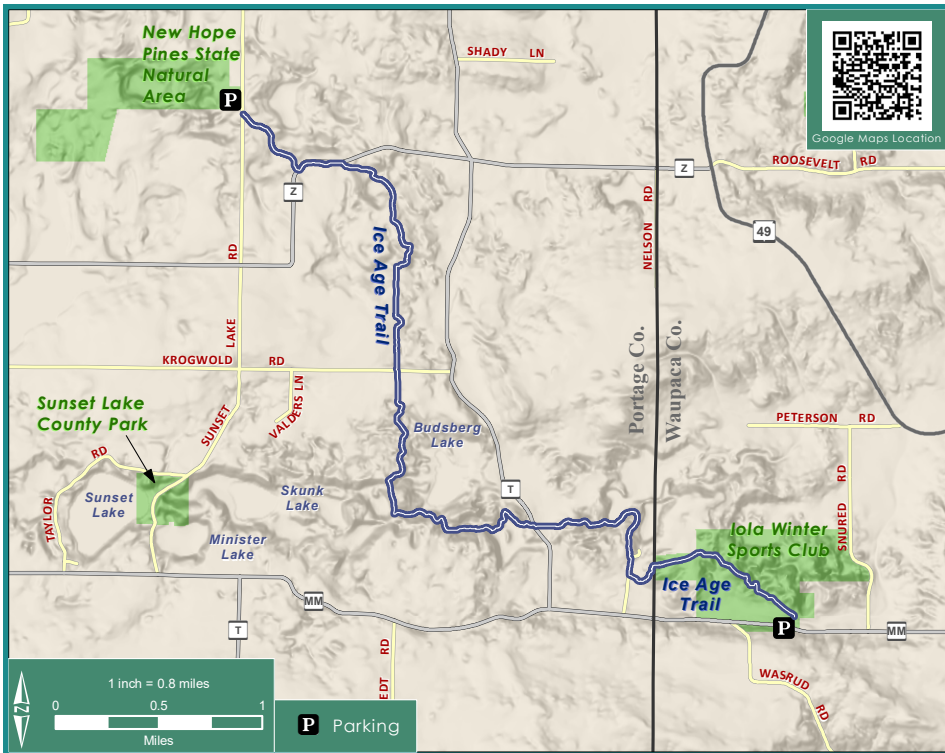 New Hope
Pines State
Natural
Area
P
SHADY LN
Google Maps Location
ROOSEVELT RD
Z
Z
NELSON RD
49
SUNSET LAKE RD
Ice Age Trail
Portage Co.
Waupaca Co.
KROGWOLD RD
VALDERS LN
Sunset Lake
County Park
PETERSON RD
Budsberg
Lake
TAYLOR RD
Sunset
Lake
Skunk
Lake
T
SNURED RD
Minister
Lake
Iola Winter
Sports Club
Ice Age
Trail
MM
T
P
MM
EDT RD
WASRUD RD
N
1 inch = 0.8 miles
0 0.5 1
Miles
P Parking